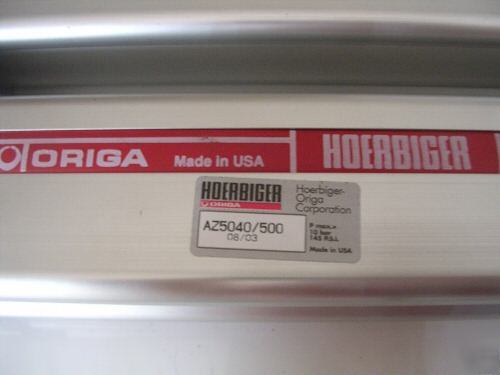 ORIGA Made in USA HOERBIGER
HOERBIGER
ORIGA
Hoerbiger-
Origa
Corporation
AZ5040/500
08/03
P max.=
10 bar
145 P.S.I.
Made in USA